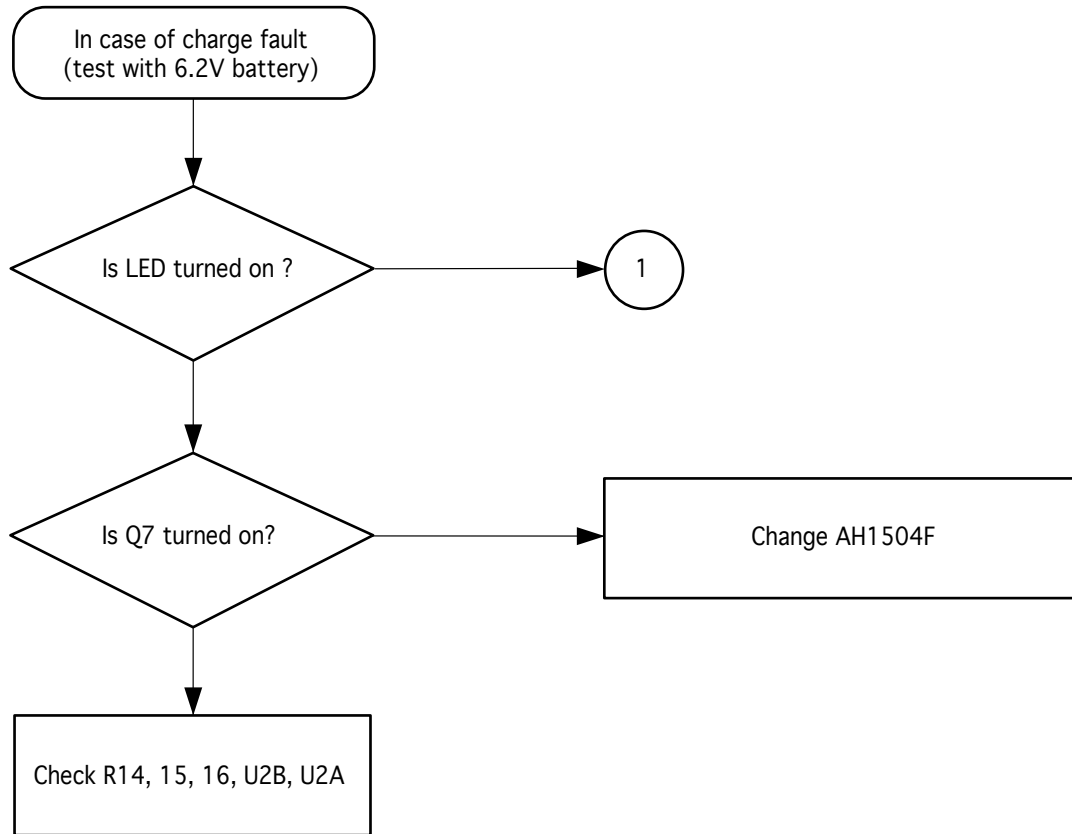 In case of charge fault
(test with 6.2V battery)
Is LED turned on ?
1
Is Q7 turned on?
Change AH1504F
Check R14, 15, 16, U2B, U2A